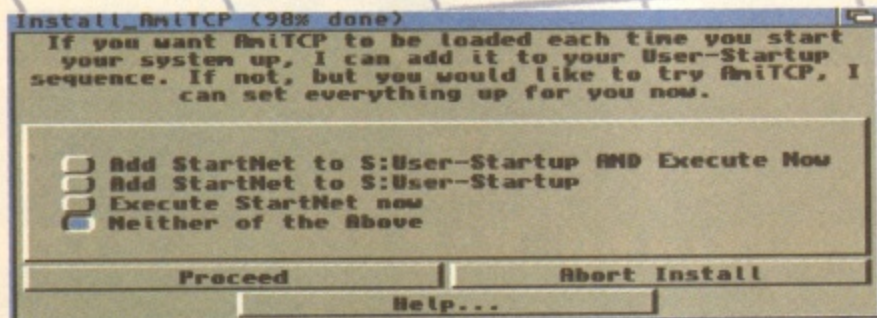 Install_AmiTCP (98% done)
If you want AmiTCP to be loaded each time you start
your system up, I can add it to your User-Startup
sequence. If not, but you would like to try AmiTCP, I
can set everything up for you now.
Add StartNet to S:User-Startup AND Execute Now
Add StartNet to S:User-Startup
Execute StartNet now
Neither of the Above
Proceed
Abort Install
Help...